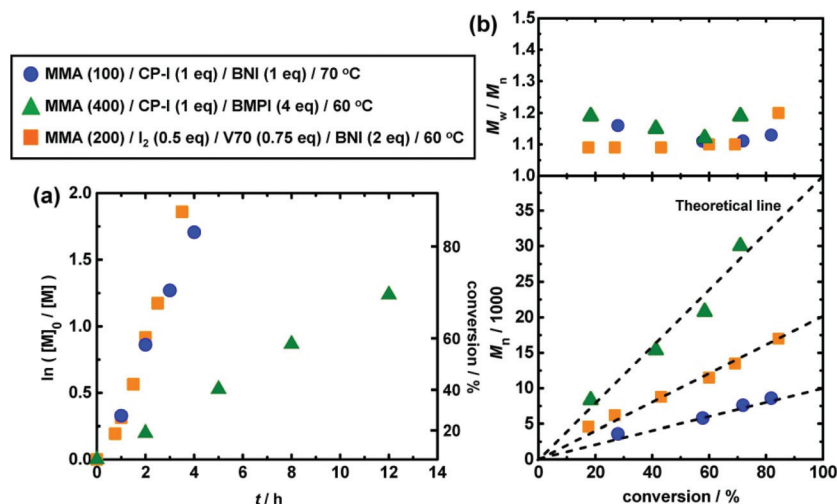 MMA (100) / CP-I (1 eq) / BNI (1 eq) / 70 °C
MMA (400) / CP-I (1 eq) / BMPI (4 eq) / 60 °C
MMA (200) / I2 (0.5 eq) / V70 (0.75 eq) / BNI (2 eq) / 60 °C
(a)
ln ( [M]0 / [M] )
2.0
1.5
1.0
0.5
0.0
0 2 4 6 8 10 12 14
t / h
80
60
40
20
conversion / %
(b)
Mw / Mn
1.5
1.4
1.3
1.2
1.1
1.0
Theoretical line
Mn / 1000
35
30
25
20
15
10
5
0
20 40 60 80 100
conversion / %